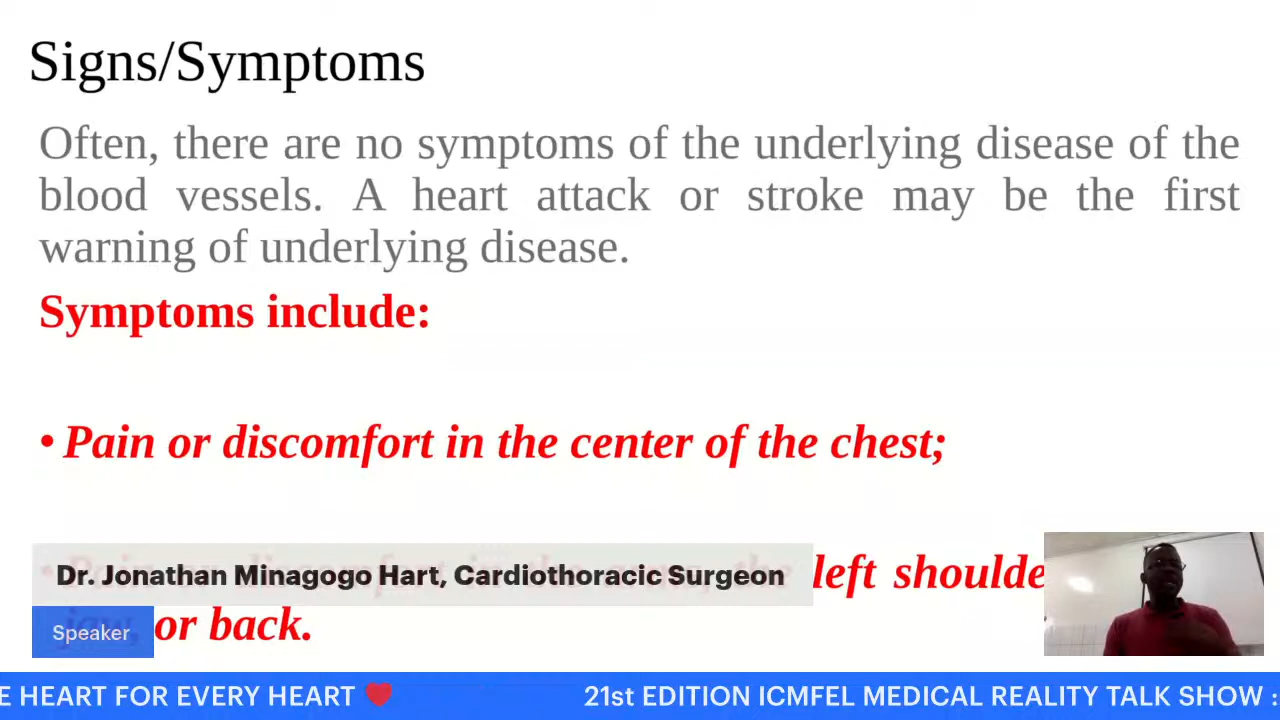 Signs/Symptoms
Often, there are no symptoms of the underlying disease of the
blood vessels. A heart attack or stroke may be the first
warning of underlying disease.
Symptoms include:
• Pain or discomfort in the center of the chest;
left shoulde
Dr. Jonathan Minagogo Hart, Cardiothoracic Surgeon
jaw, or back.
Speaker
E HEART FOR EVERY HEART ❤️ 21st EDITION ICMFEL MEDICAL REALITY TALK SHOW :